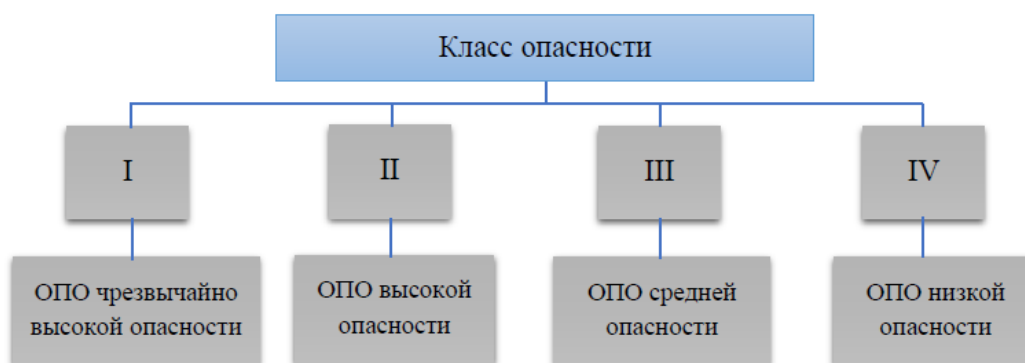 Класс опасности
I
II
III
IV
ОПО чрезвычайно
высокой опасности
ОПО высокой
опасности
ОПО средней
опасности
ОПО низкой
опасности